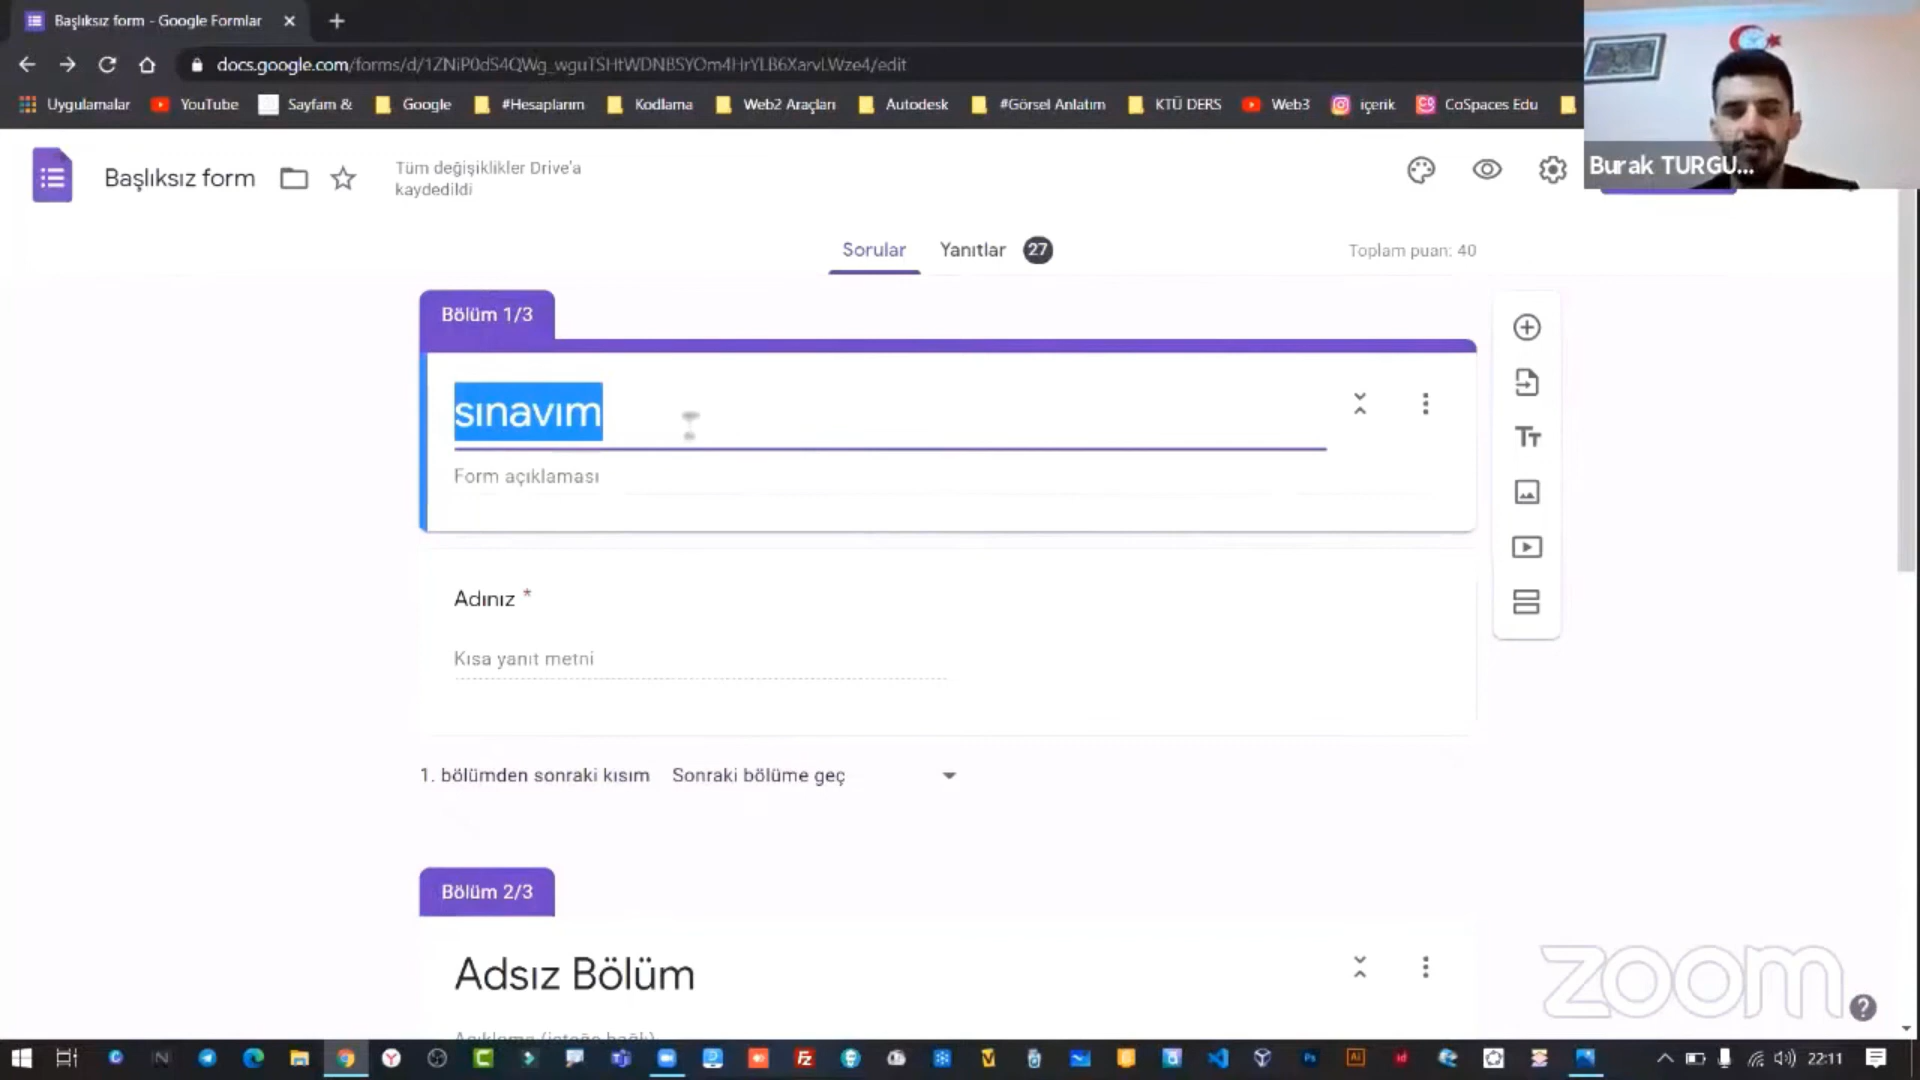 Başlıksız form - Google Formlar
docs.google.com/forms/d/1ZNiP0dS4QWg_wguTSHtWDNBSYOm4HrYLB6XarvLWze4/edit
Uygulamalar YouTube Sayfam & Google #Hesaplarım Kodlama Web2 Araçları Autodesk #Görsel Anlatım KTÜ DERS Web3 içerik CoSpaces Edu
Burak TURGU...
Başlıksız form
Tüm değişiklikler Drive'a
kaydedildi
Sorular Yanıtlar 27
Toplam puan: 40
Bölüm 1/3
sınavım
Form açıklaması
Adınız *
Kısa yanıt metni
1. bölümden sonraki kısım Sonraki bölüme geç
Bölüm 2/3
Adsız Bölüm
Açıklama (isteğe bağlı)
zoom
22:11